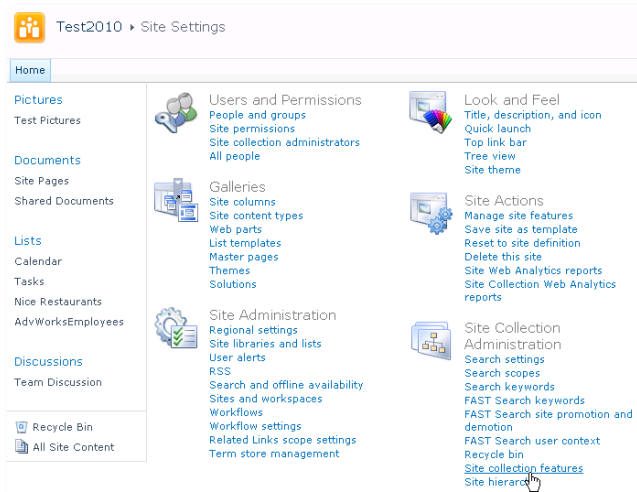 Test2010 ▸ Site Settings
Home
Pictures
Test Pictures
Documents
Site Pages
Shared Documents
Lists
Calendar
Tasks
Nice Restaurants
AdvWorksEmployees
Discussions
Team Discussion
Recycle Bin
All Site Content
Users and Permissions
People and groups
Site permissions
Site collection administrators
All people
Galleries
Site columns
Site content types
Web parts
List templates
Master pages
Themes
Solutions
Site Administration
Regional settings
Site libraries and lists
User alerts
RSS
Search and offline availability
Sites and workspaces
Workflows
Workflow settings
Related Links scope settings
Term store management
Look and Feel
Title, description, and icon
Quick launch
Top link bar
Tree view
Site theme
Site Actions
Manage site features
Save site as template
Reset to site definition
Delete this site
Site Web Analytics reports
Site Collection Web Analytics
reports
Site Collection
Administration
Search settings
Search scopes
Search keywords
FAST Search keywords
FAST Search site promotion and
demotion
FAST Search user context
Recycle bin
Site collection features
Site